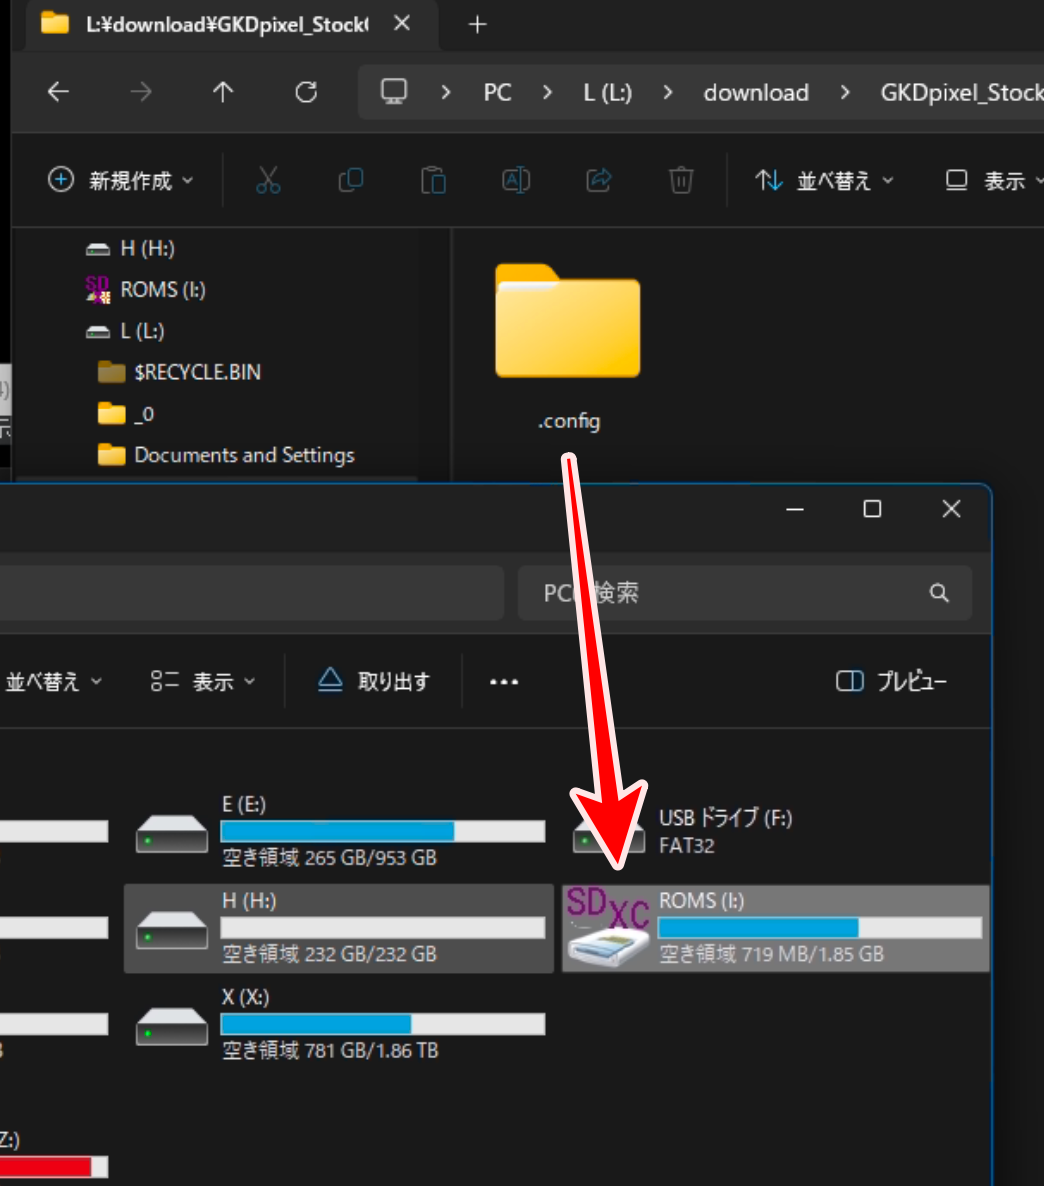 L:¥download¥GKDpixel_Stock
PC > L (L:) > download > GKDpixel_Stock
新規作成
並べ替え
表示
H (H:)
ROMS (I:)
L (L:)
$RECYCLE.BIN
_0
Documents and Settings
.config
PC
検索
並べ替え
表示
取り出す
プレビュー
E (E:)
空き領域 265 GB/953 GB
USB ドライブ (F:)
FAT32
H (H:)
空き領域 232 GB/232 GB
SDXC
ROMS (I:)
空き領域 719 MB/1.85 GB
X (X:)
空き領域 781 GB/1.86 TB
Z:)